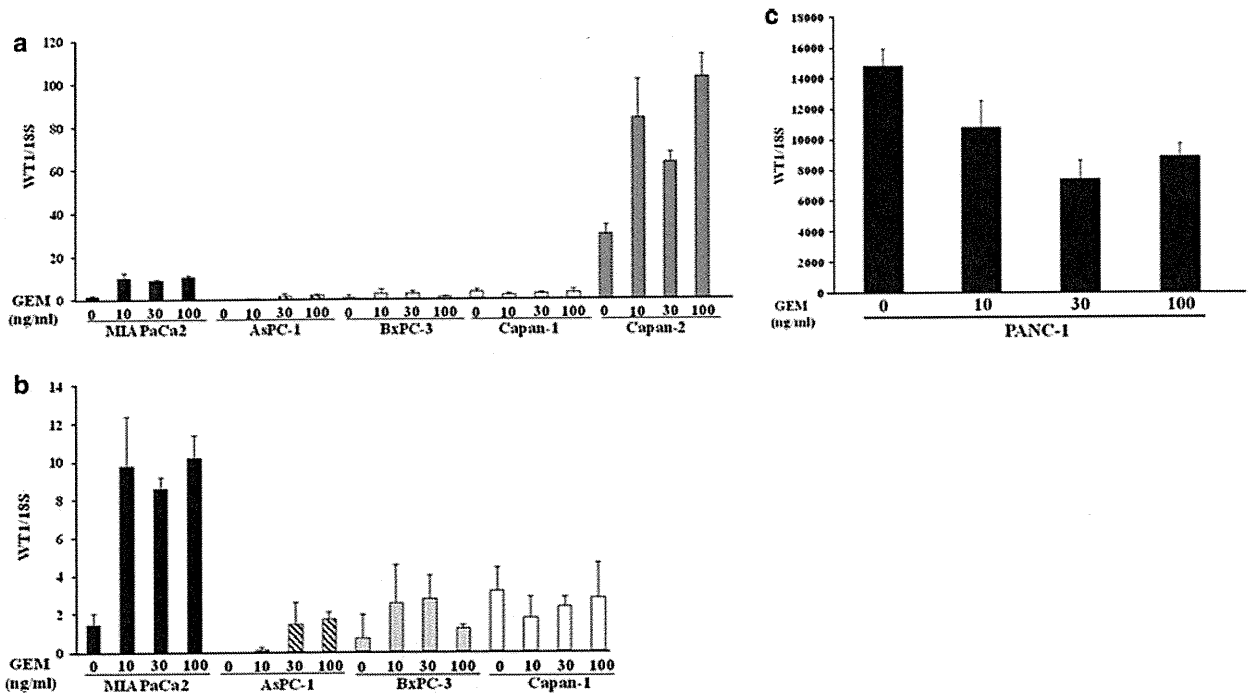 a
120
100
80
60
40
20
0
WT1/18S
GEM
(ng/ml)
0 10 30 100 0 10 30 100 0 10 30 100 0 10 30 100 0 10 30 100
MIA PaCa2 AsPC-1 BxPC-3 Capan-1 Capan-2
c
18000
16000
14000
12000
10000
8000
6000
4000
2000
0
WT1/18S
GEM
(ng/ml)
0 10 30 100
PANC-1
b
14
12
10
8
6
4
2
0
WT1/18S
GEM
(ng/ml)
0 10 30 100 0 10 30 100 0 10 30 100 0 10 30 100
MIA PaCa2 AsPC-1 BxPC-3 Capan-1